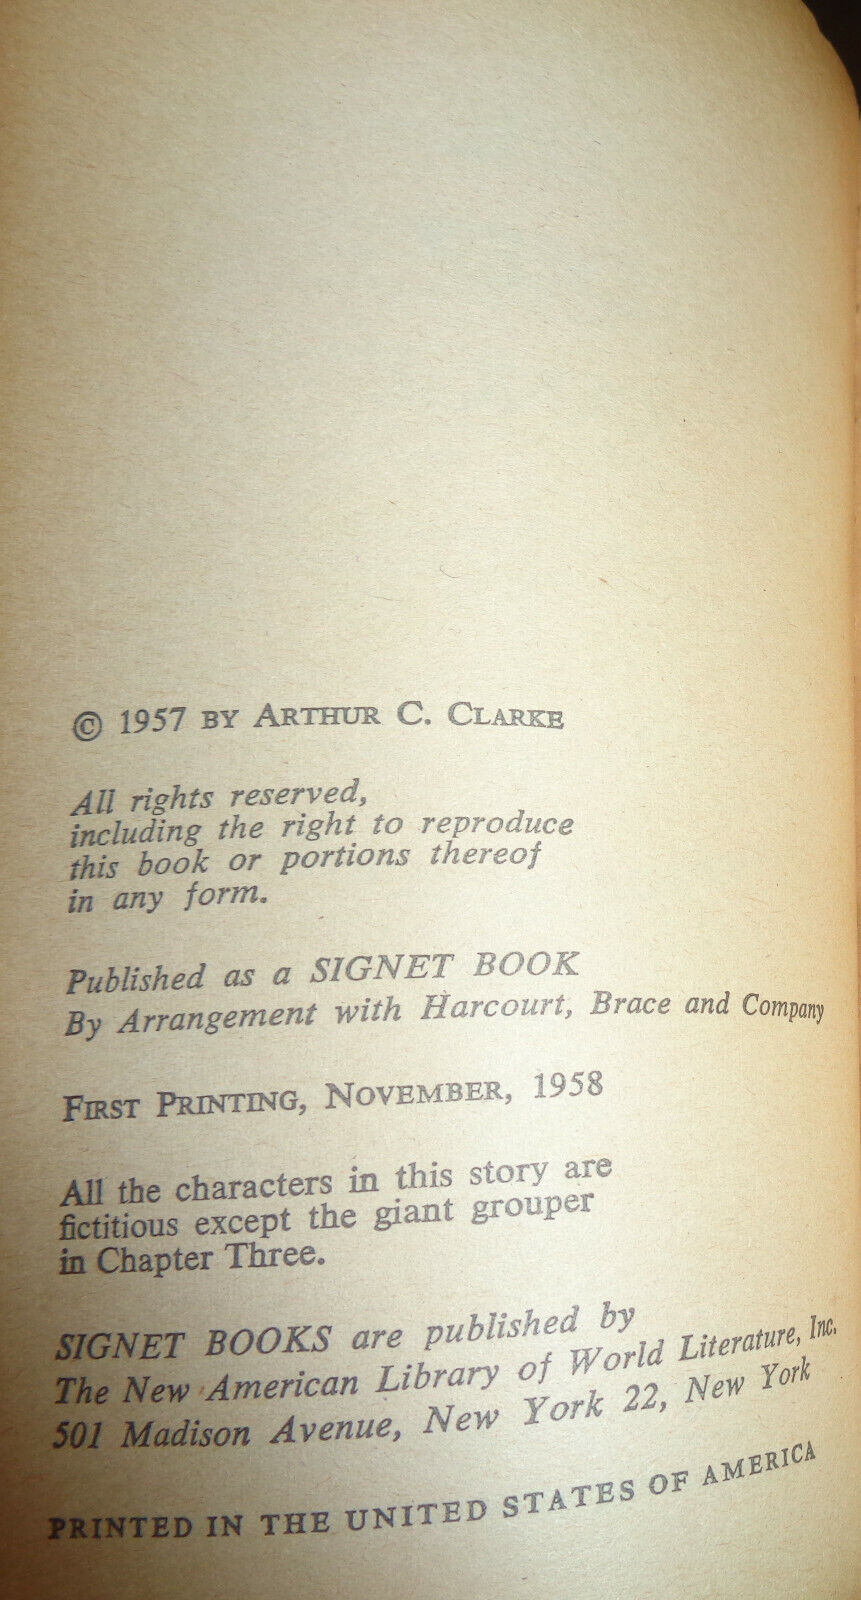 © 1957 BY ARTHUR C. CLARKE
All rights reserved,
including the right to reproduce
this book or portions thereof
in any form.
Published as a SIGNET BOOK
By Arrangement with Harcourt, Brace and Company
FIRST PRINTING, NOVEMBER, 1958
All the characters in this story are
fictitious except the giant grouper
in Chapter Three.
SIGNET BOOKS are published by
The New American Library of World Literature, Inc.
501 Madison Avenue, New York 22, New York
PRINTED IN THE UNITED STATES OF AMERICA